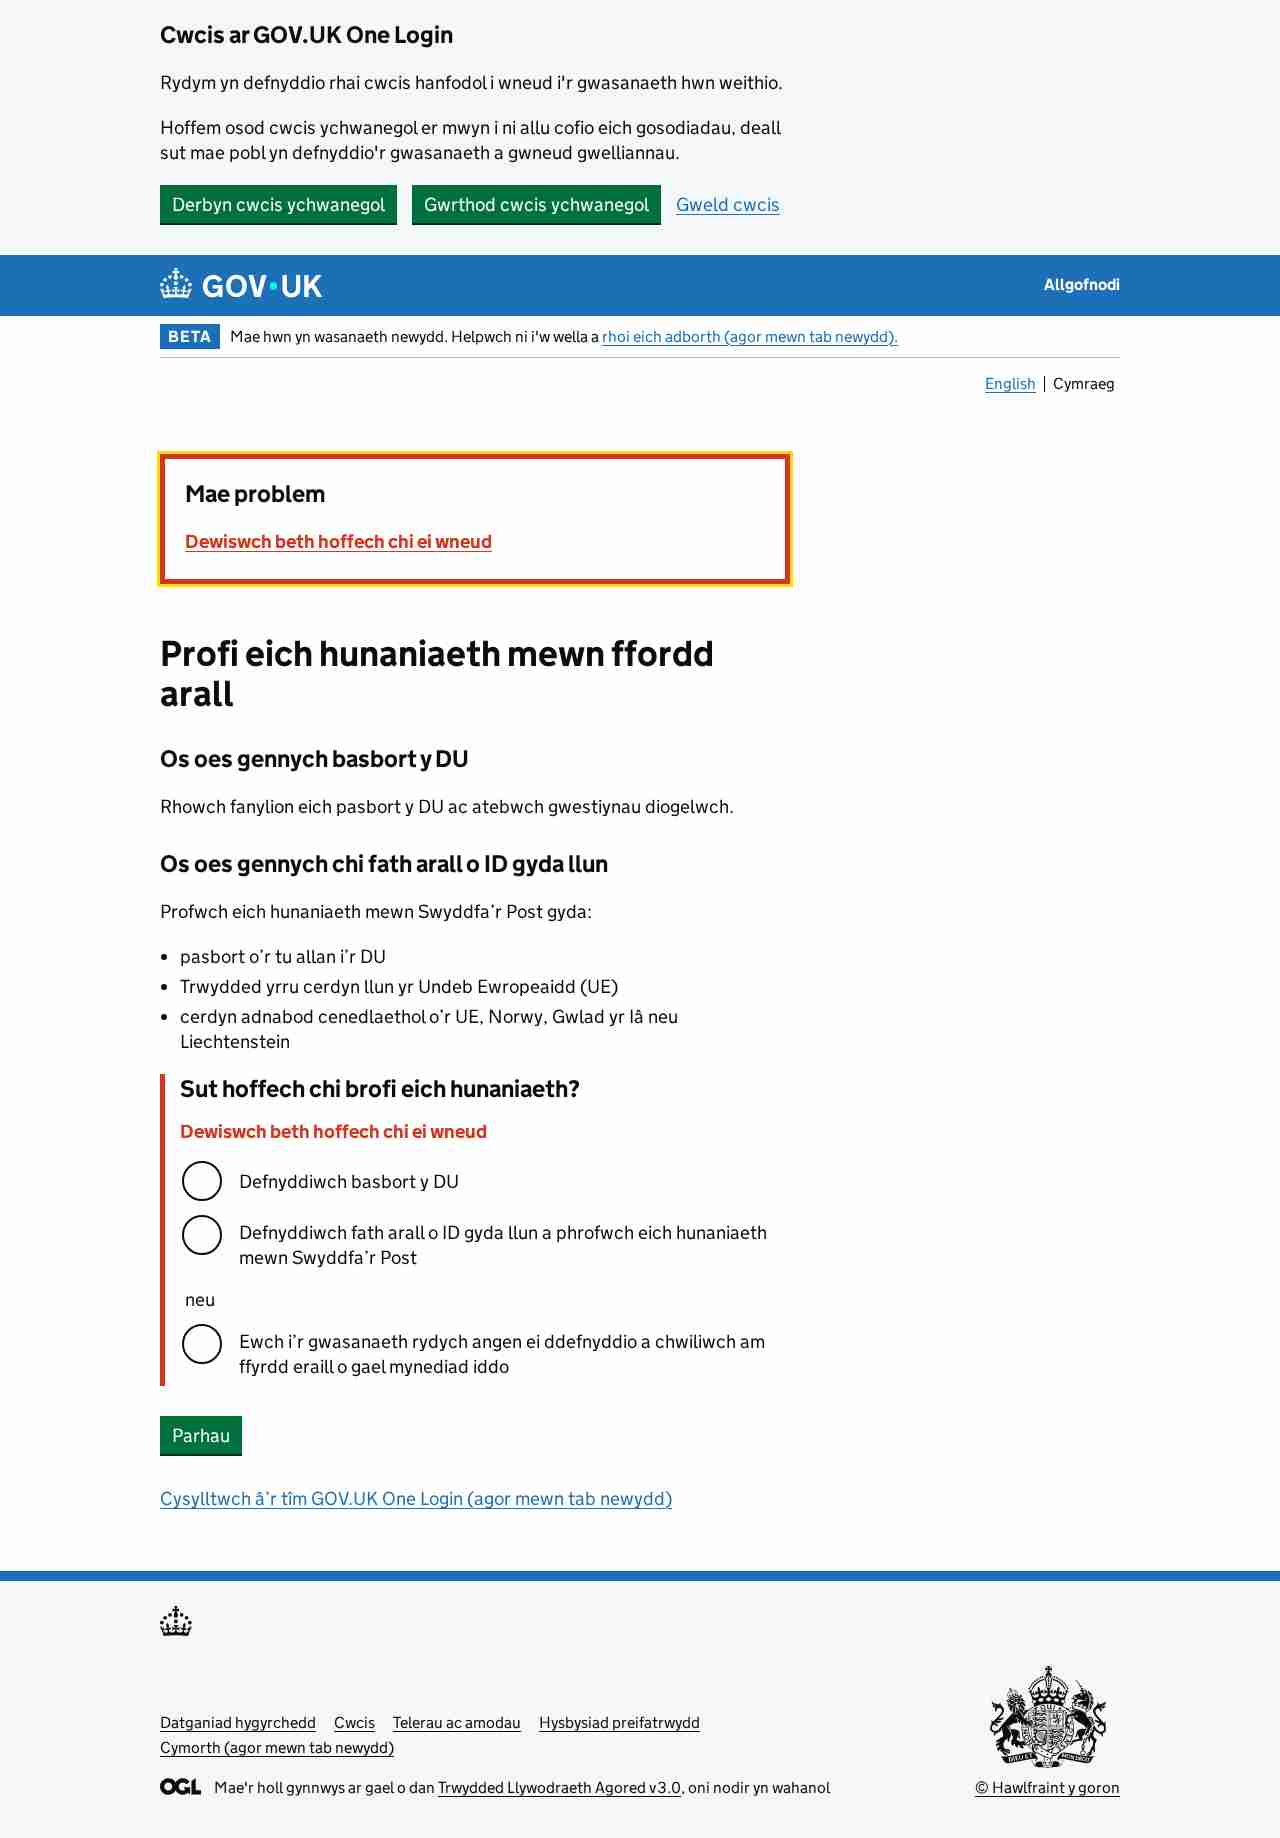 Cwcis ar GOV.UK One Login
Rydym yn defnyddio rhai cwcis hanfodol i wneud i'r gwasanaeth hwn weithio.
Hoffem osod cwcis ychwanegol er mwyn i ni allu cofio eich gosodiadau, deall
sut mae pobl yn defnyddio'r gwasanaeth a gwneud gwelliannau.
Derbyn cwcis ychwanegol Gwrthod cwcis ychwanegol Gweld cwcis
GOV·UK Allgofnodi
BETA Mae hwn yn wasanaeth newydd. Helpwch ni i'w wella a rhoi eich adborth (agor mewn tab newydd).
English Cymraeg
Mae problem
Dewiswch beth hoffech chi ei wneud
Profi eich hunaniaeth mewn ffordd
arall
Os oes gennych basbort y DU
Rhowch fanylion eich pasbort y DU ac atebwch gwestiynau diogelwch.
Os oes gennych chi fath arall o ID gyda llun
Profwch eich hunaniaeth mewn Swyddfa’r Post gyda:
• pasbort o’r tu allan i’r DU
• Trwydded yrru cerdyn llun yr Undeb Ewropeaidd (UE)
• cerdyn adnabod cenedlaethol o’r UE, Norwy, Gwlad yr Iâ neu
Liechtenstein
Sut hoffech chi brofi eich hunaniaeth?
Dewiswch beth hoffech chi ei wneud
Defnyddiwch basbort y DU
Defnyddiwch fath arall o ID gyda llun a phrofwch eich hunaniaeth
mewn Swyddfa’r Post
neu
Ewch i’r gwasanaeth rydych angen ei ddefnyddio a chwiliwch am
ffyrdd eraill o gael mynediad iddo
Parhau
Cysylltwch â’r tîm GOV.UK One Login (agor mewn tab newydd)
Datganiad hygyrchedd Cwcis Telerau ac amodau Hysbysiad preifatrwydd
Cymorth (agor mewn tab newydd)
OGL Mae'r holl gynnwys ar gael o dan Trwydded Llywodraeth Agored v3.0, oni nodir yn wahanol
© Hawlfraint y goron